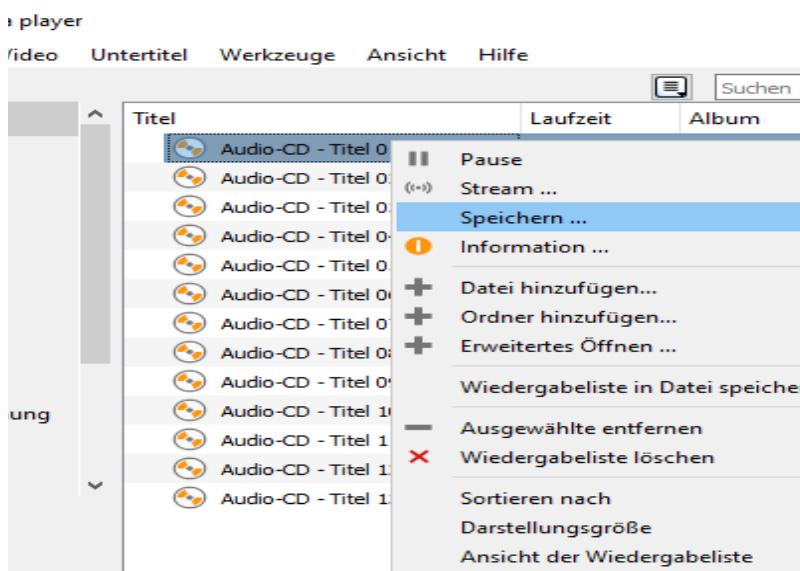 player
Untertitel Werkzeuge Ansicht Hilfe
Suchen
Titel Laufzeit Album
Audio-CD - Titel 0
Audio-CD - Titel 0
Audio-CD - Titel 0
Audio-CD - Titel 0
Audio-CD - Titel 0
Audio-CD - Titel 0
Audio-CD - Titel 0
Audio-CD - Titel 0
Audio-CD - Titel 0
Audio-CD - Titel 1
Audio-CD - Titel 1
Audio-CD - Titel 1
Audio-CD - Titel 1
ung
Pause
Stream ...
Speichern ...
Information ...
Datei hinzufügen...
Ordner hinzufügen...
Erweitertes Öffnen ...
Wiedergabeliste in Datei speicher
Ausgewählte entfernen
Wiedergabeliste löschen
Sortieren nach
Darstellungsgröße
Ansicht der Wiedergabeliste